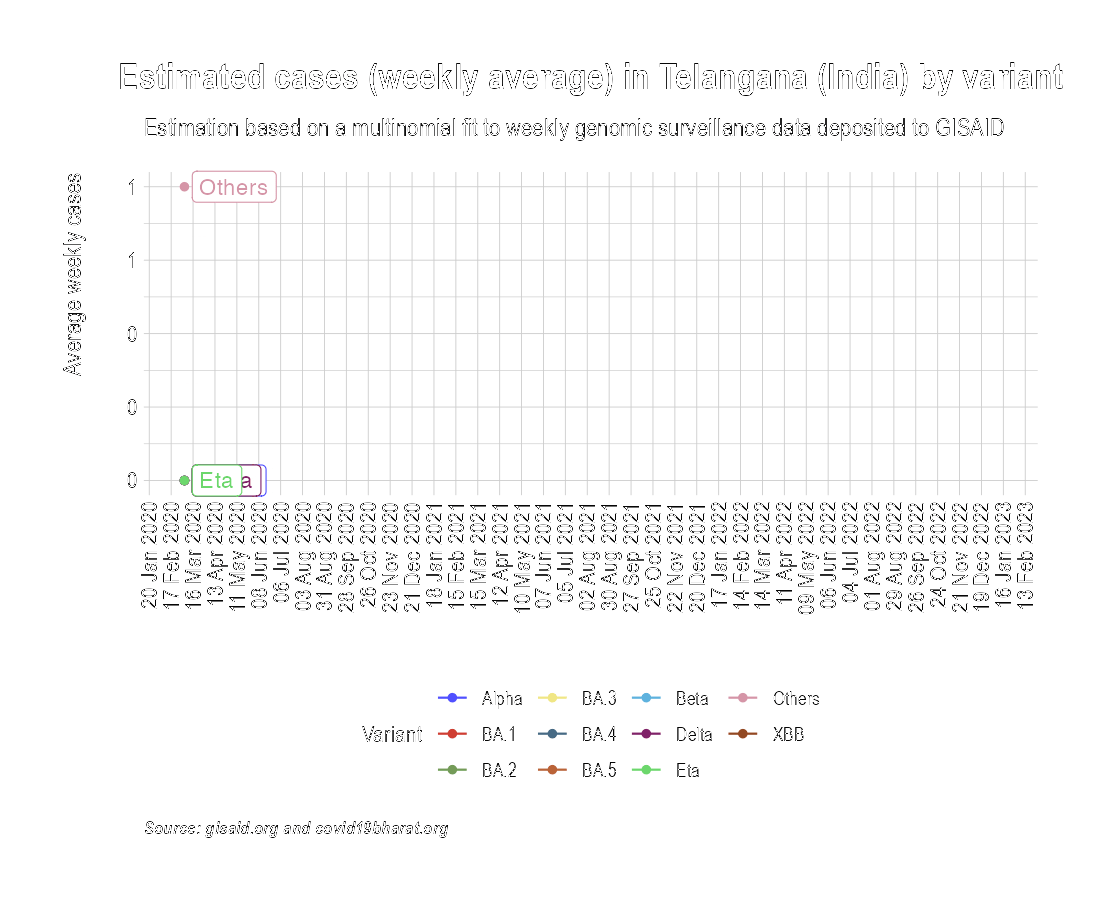 Estimated cases (weekly average) in Telangana (India) by variant
Estimation based on a multinomial fit to weekly genomic surveillance data deposited to GISAID
Average weekly cases
1
1
0
0
0
Others
Eta
a
20 Jan 2020
17 Feb 2020
16 Mar 2020
13 Apr 2020
11 May 2020
08 Jun 2020
06 Jul 2020
03 Aug 2020
31 Aug 2020
28 Sep 2020
26 Oct 2020
23 Nov 2020
21 Dec 2020
18 Jan 2021
15 Feb 2021
15 Mar 2021
12 Apr 2021
10 May 2021
07 Jun 2021
05 Jul 2021
02 Aug 2021
30 Aug 2021
27 Sep 2021
25 Oct 2021
22 Nov 2021
20 Dec 2021
17 Jan 2022
14 Feb 2022
14 Mar 2022
11 Apr 2022
09 May 2022
06 Jun 2022
04 Jul 2022
01 Aug 2022
29 Aug 2022
26 Sep 2022
24 Oct 2022
21 Nov 2022
19 Dec 2022
16 Jan 2023
13 Feb 2023
Variant
Alpha
BA.1
BA.2
BA.3
BA.4
BA.5
Beta
Delta
Eta
Others
XBB
Source: gisaid.org and covid19bharat.org